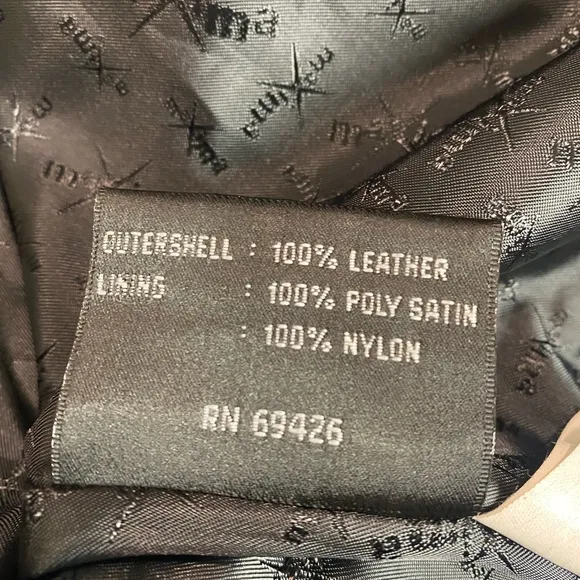 OUTERSHELL : 100% LEATHER
LINING : 100% POLY SATIN
: 100% NYLON
RN 69426